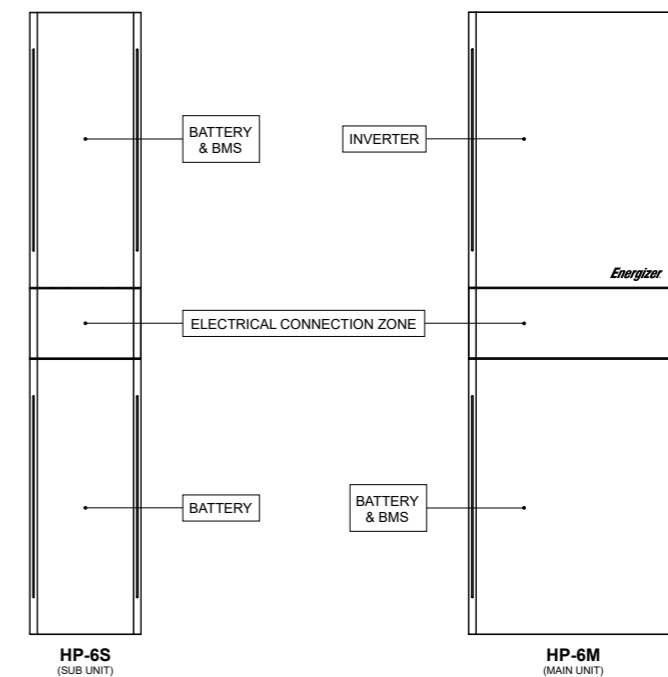 BATTERY
& BMS
INVERTER
Energizer
ELECTRICAL CONNECTION ZONE
BATTERY
BATTERY
& BMS
HP-6S
(SUB UNIT)
HP-6M
(MAIN UNIT)